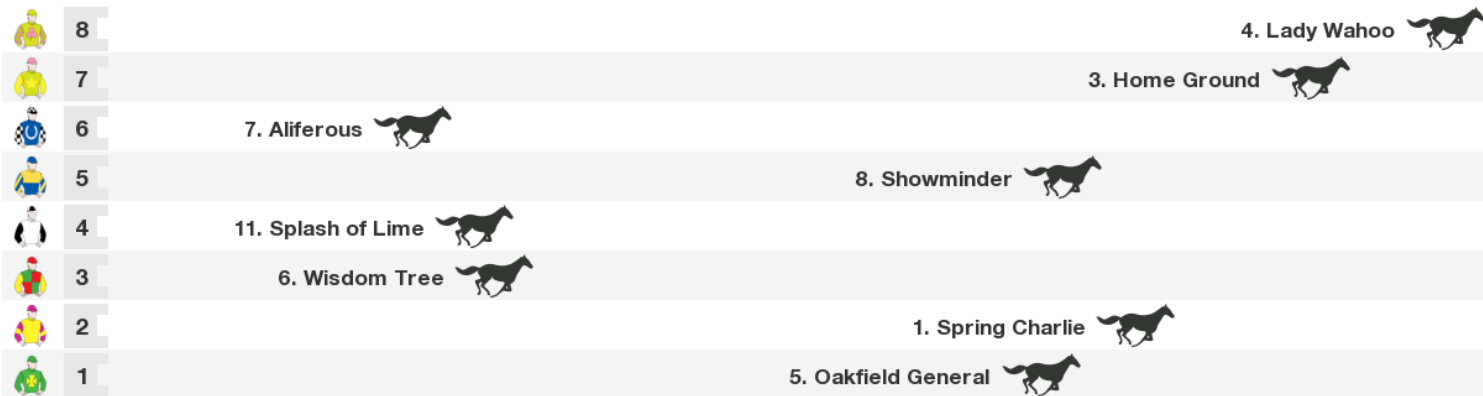 8 4. Lady Wahoo
7 3. Home Ground
6 7. Aliferous
5 8. Showminder
4 11. Splash of Lime
3 6. Wisdom Tree
2 1. Spring Charlie
1 5. Oakfield General